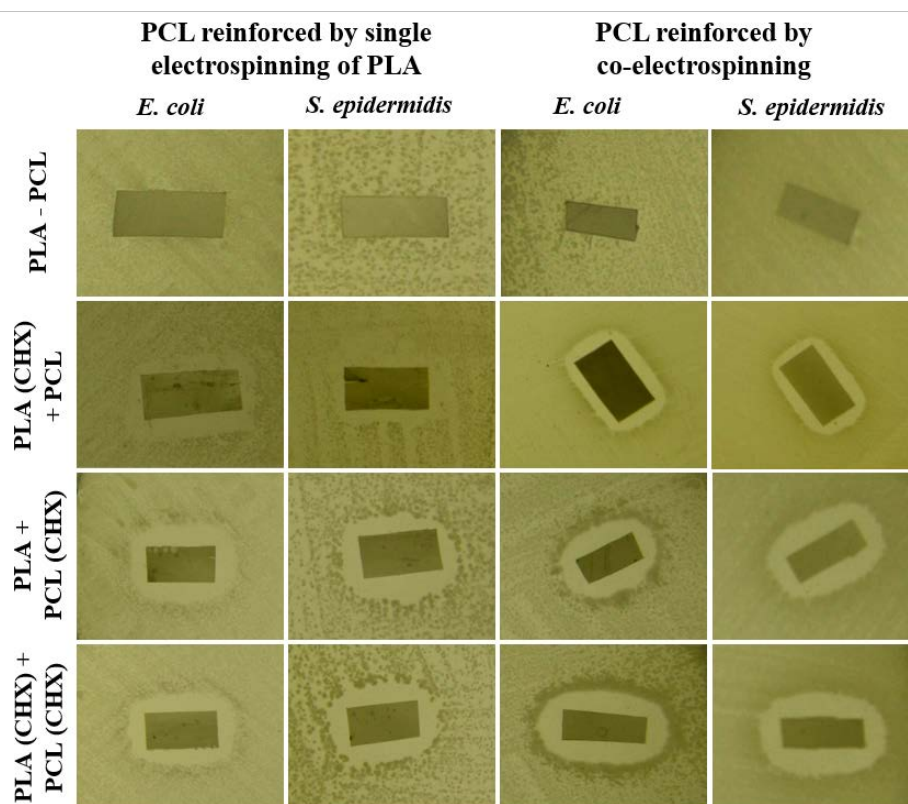 PCL reinforced by single
electrospinning of PLA
PCL reinforced by
co-electrospinning
E. coli
S. epidermidis
E. coli
S. epidermidis
PLA - PCL
PLA (CHX)
+ PCL
PLA +
PCL (CHX)
PLA (CHX) +
PCL (CHX)